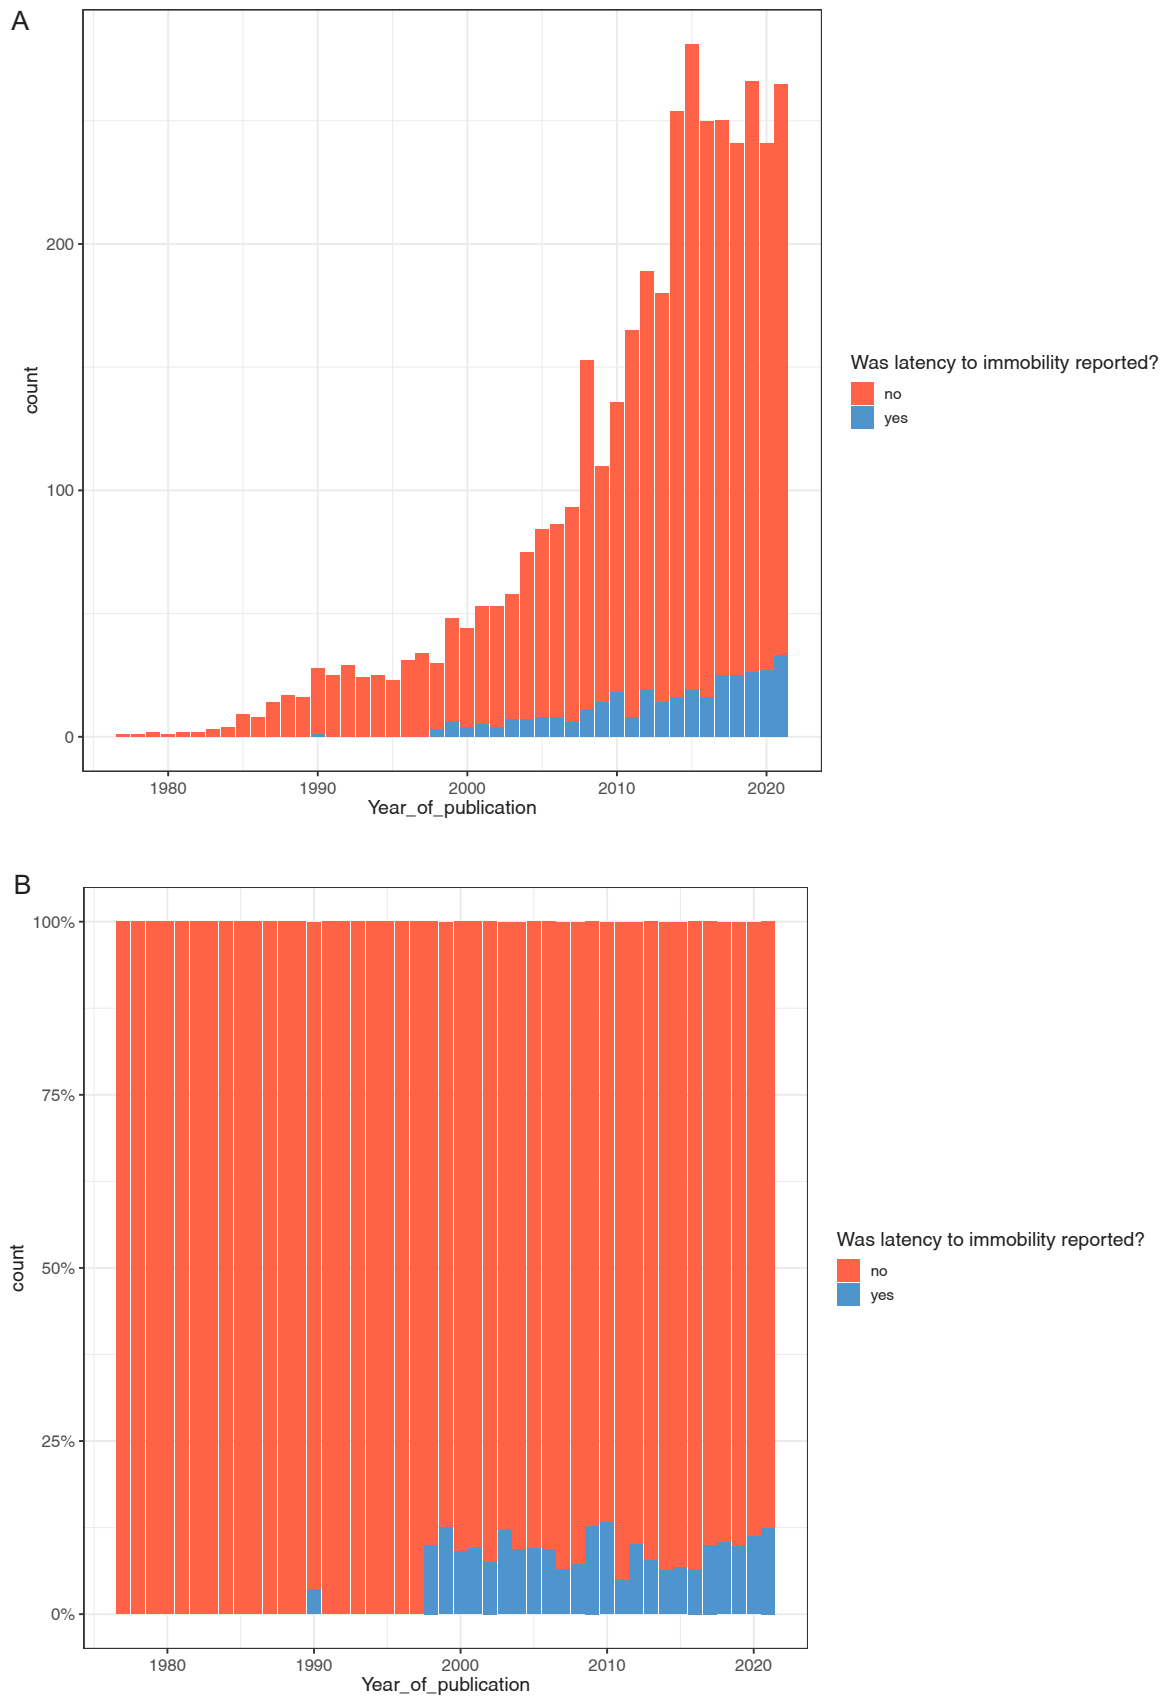 A
200
100
0
count
1980 1990 2000 2010 2020
Year_of_publication
Was latency to immobility reported?
no
yes
B
100%
75%
50%
25%
0%
count
1980 1990 2000 2010 2020
Year_of_publication
Was latency to immobility reported?
no
yes